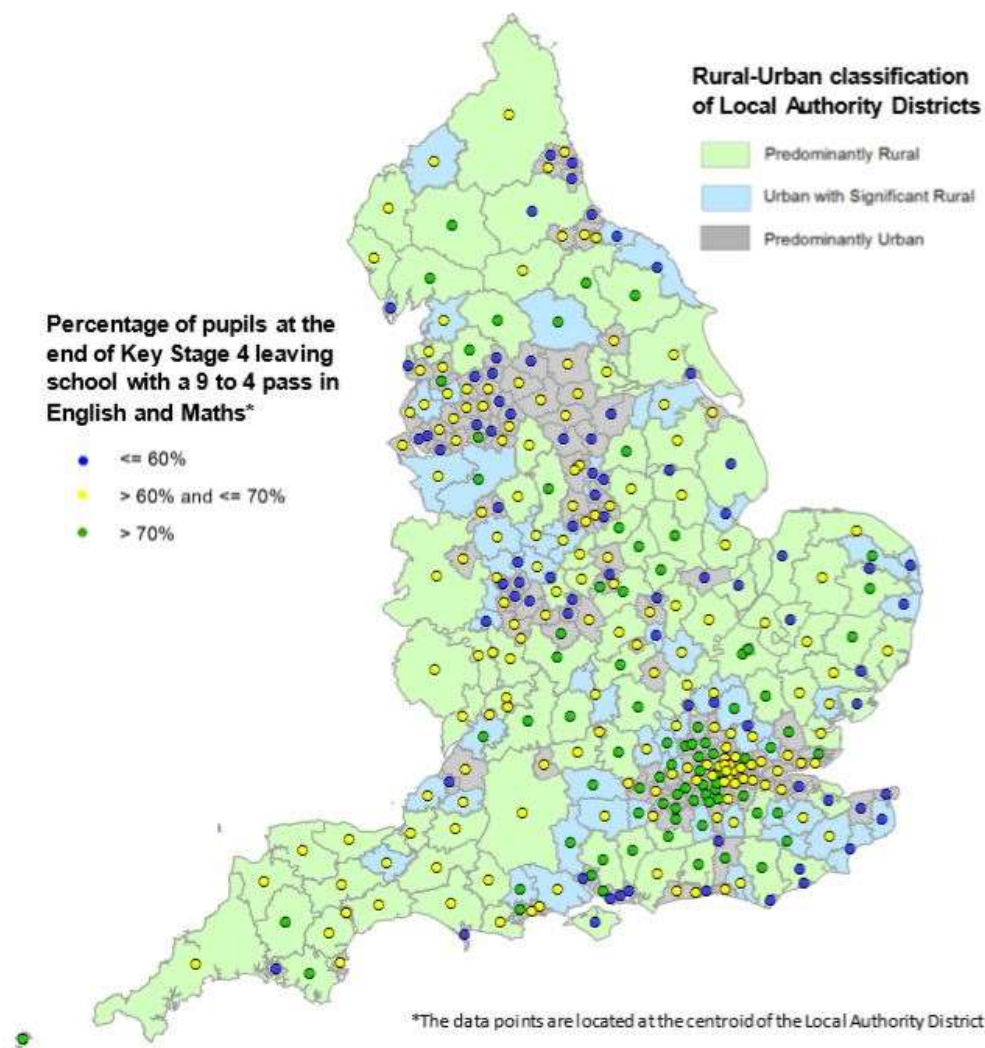 Rural-Urban classification
of Local Authority Districts
Predominantly Rural
Urban with Significant Rural
Predominantly Urban
Percentage of pupils at the
end of Key Stage 4 leaving
school with a 9 to 4 pass in
English and Maths*
<= 60%
> 60% and <= 70%
> 70%
*The data points are located at the centroid of the Local Authority District